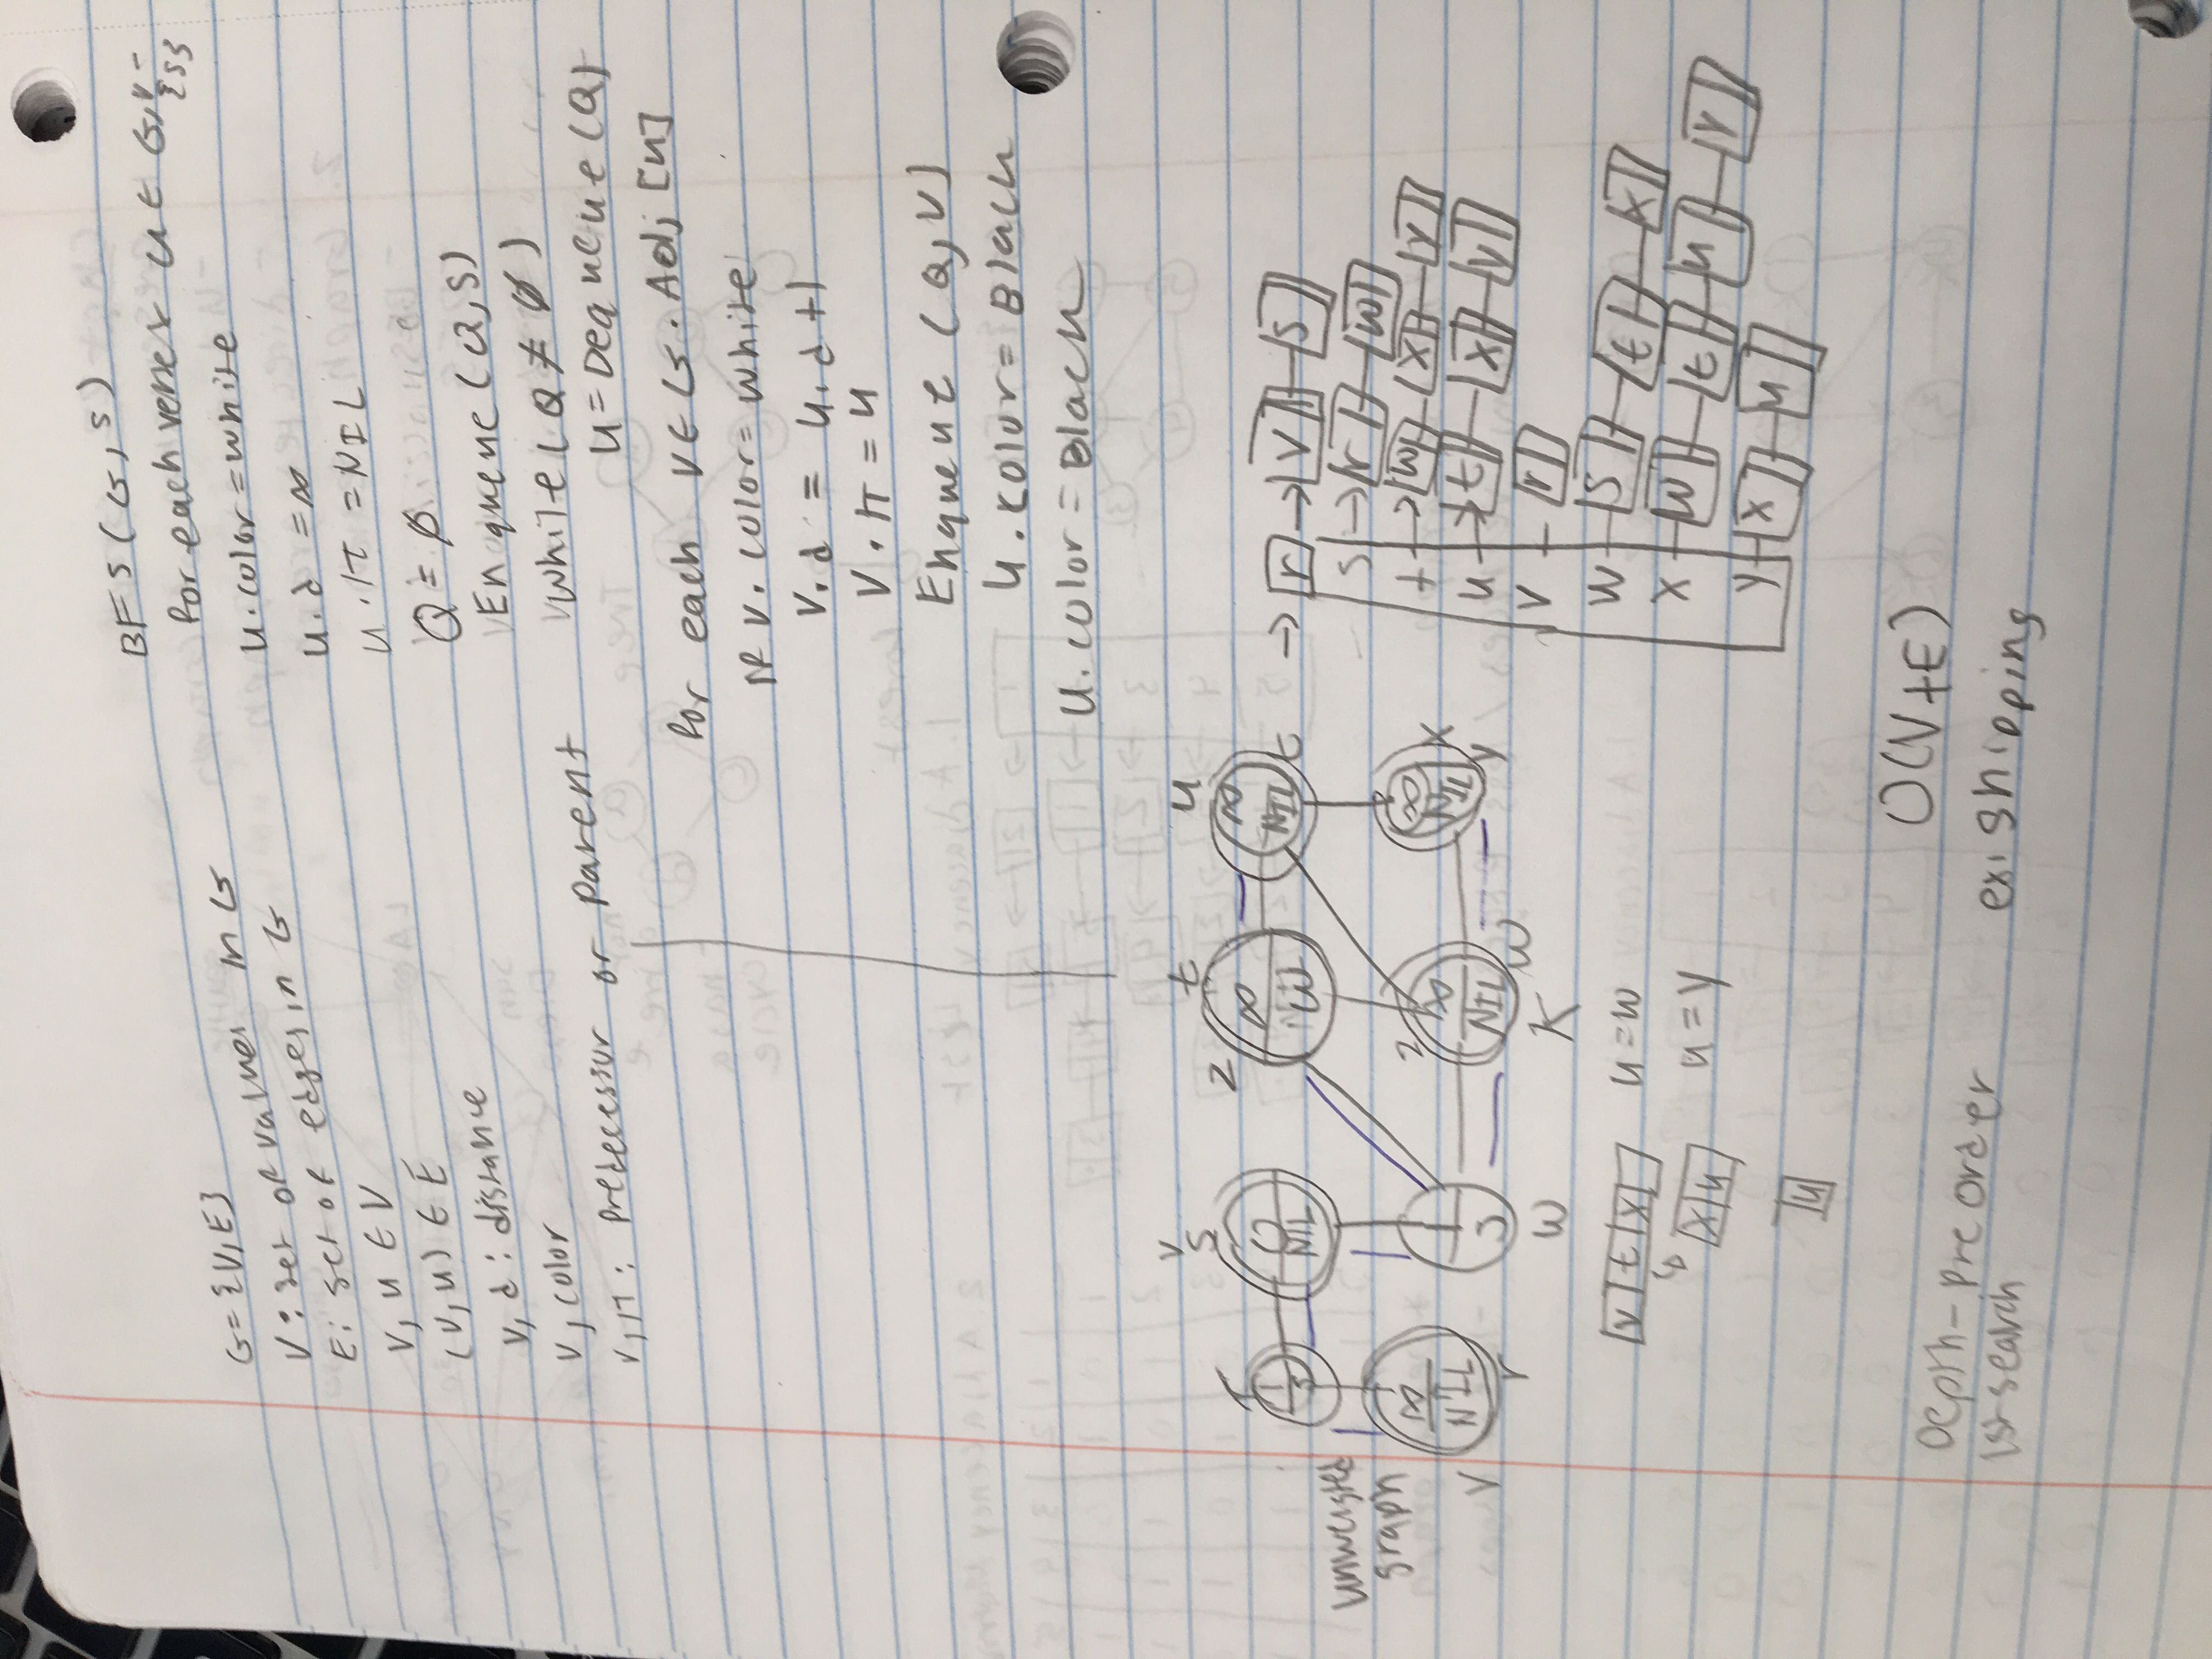 G={V,E}
V: set of values in G
E: set of edges in G
V, u ∈ V
(V,u) ∈ E
V, d : distance
V, color
V, π: Predecessor or parent
BFS(G,S)
for each vertex u ∈ G,V-{S}
u.color=white
u.d =∞
u.π =NIL
Q = ∅
Enqueue(Q,S)
While(Q≠∅)
u=Dequeue(Q)
for each V∈G.Adj[u]
if v.color=white
V.d = u.d+1
V.π=u
Enqueue (Q,V)
u.color=Black
u.color=Black
V
r S t u
1 0 2 ∞ ∞
S NIL w NIL t
unweighted
graph
∞ 2 ∞ ∞ x
NIL S NIL NIL
V r w K w y
V t x u=w
x u u=y
u
→ r → V S
S → r w
t → w x y
u → t x y
V r
w S t x
x w t u y
y x u
O(V+E)
Depth- Pre order
1st search
ex: shipping